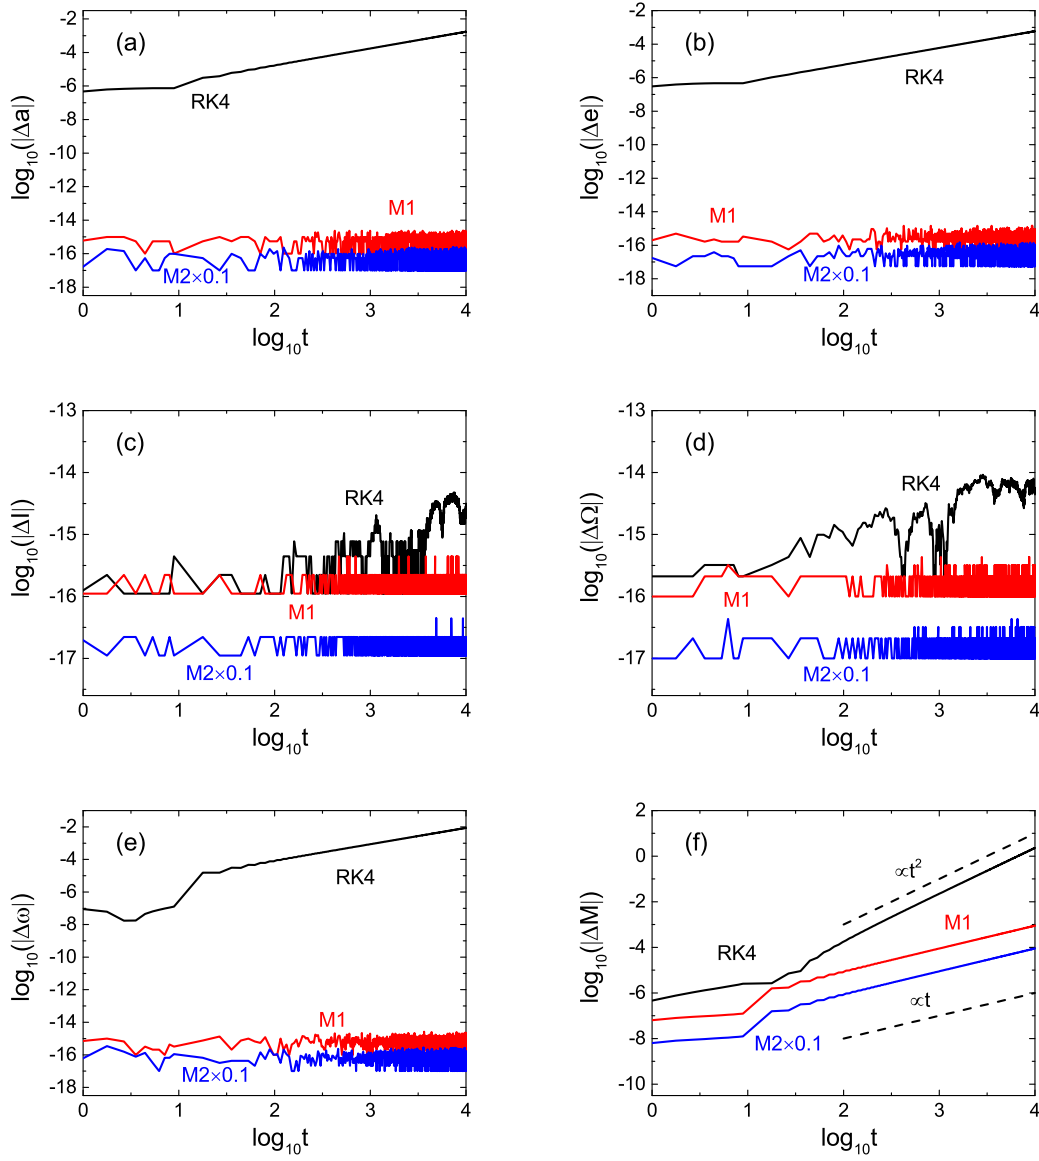 (a)
RK4
M1
M2×0.1
-2
-4
-6
-8
-10
-12
-14
-16
-18
0 1 2 3 4
log10(|Δa|)
log10t
(b)
RK4
M1
M2×0.1
-2
-4
-6
-8
-10
-12
-14
-16
-18
0 1 2 3 4
log10(|Δe|)
log10t
(c)
RK4
M1
M2×0.1
-13
-14
-15
-16
-17
0 1 2 3 4
log10(|ΔI|)
log10t
(d)
RK4
M1
M2×0.1
-13
-14
-15
-16
-17
0 1 2 3 4
log10(|ΔΩ|)
log10t
(e)
RK4
M1
M2×0.1
-2
-4
-6
-8
-10
-12
-14
-16
-18
0 1 2 3 4
log10(|Δω|)
log10t
(f)
∝t²
M1
RK4
∝t
M2×0.1
2
0
-2
-4
-6
-8
-10
0 1 2 3 4
log10(|ΔM|)
log10t